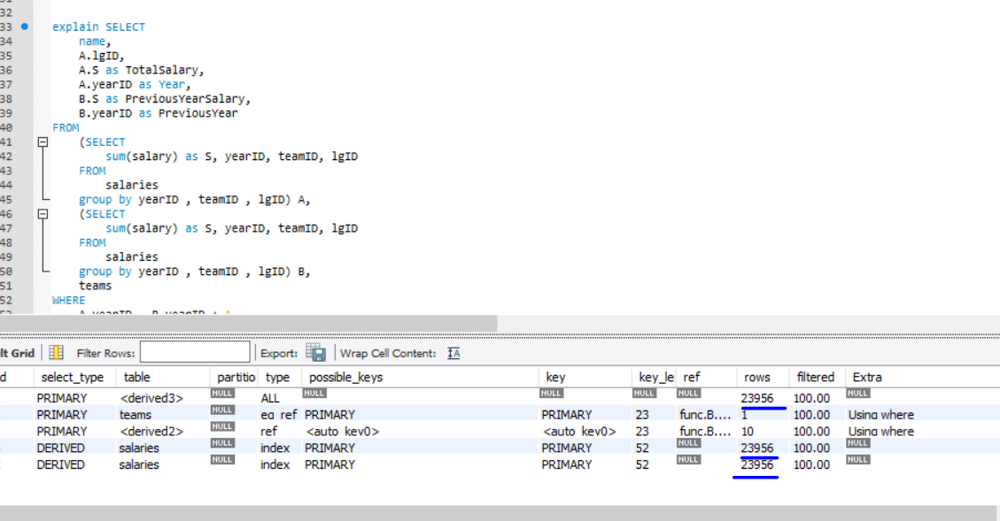 32
33 explain SELECT
34 name,
35 A.lgID,
36 A.S as TotalSalary,
37 A.yearID as Year,
38 B.S as PreviousYearSalary,
39 B.yearID as PreviousYear
40 FROM
41 (SELECT
42 sum(salary) as S, yearID, teamID, lgID
43 FROM
44 salaries
45 group by yearID , teamID , lgID) A,
46 (SELECT
47 sum(salary) as S, yearID, teamID, lgID
48 FROM
49 salaries
50 group by yearID , teamID , lgID) B,
51 teams
52 WHERE
lt Grid Filter Rows: Export: Wrap Cell Content: IA
d select_type table partitio type possible_keys key key_le ref rows filtered Extra
PRIMARY <derived3> NULL ALL NULL NULL NULL NULL 23956 100.00 NULL
PRIMARY teams NULL eq_ref PRIMARY PRIMARY 23 func.B.... 1 100.00 Using where
PRIMARY <derived2> NULL ref <auto_key0> <auto_key0> 23 func.B.... 10 100.00 Using where
DERIVED salaries NULL index PRIMARY PRIMARY 52 NULL 23956 100.00 NULL
DERIVED salaries NULL index PRIMARY PRIMARY 52 NULL 23956 100.00 NULL